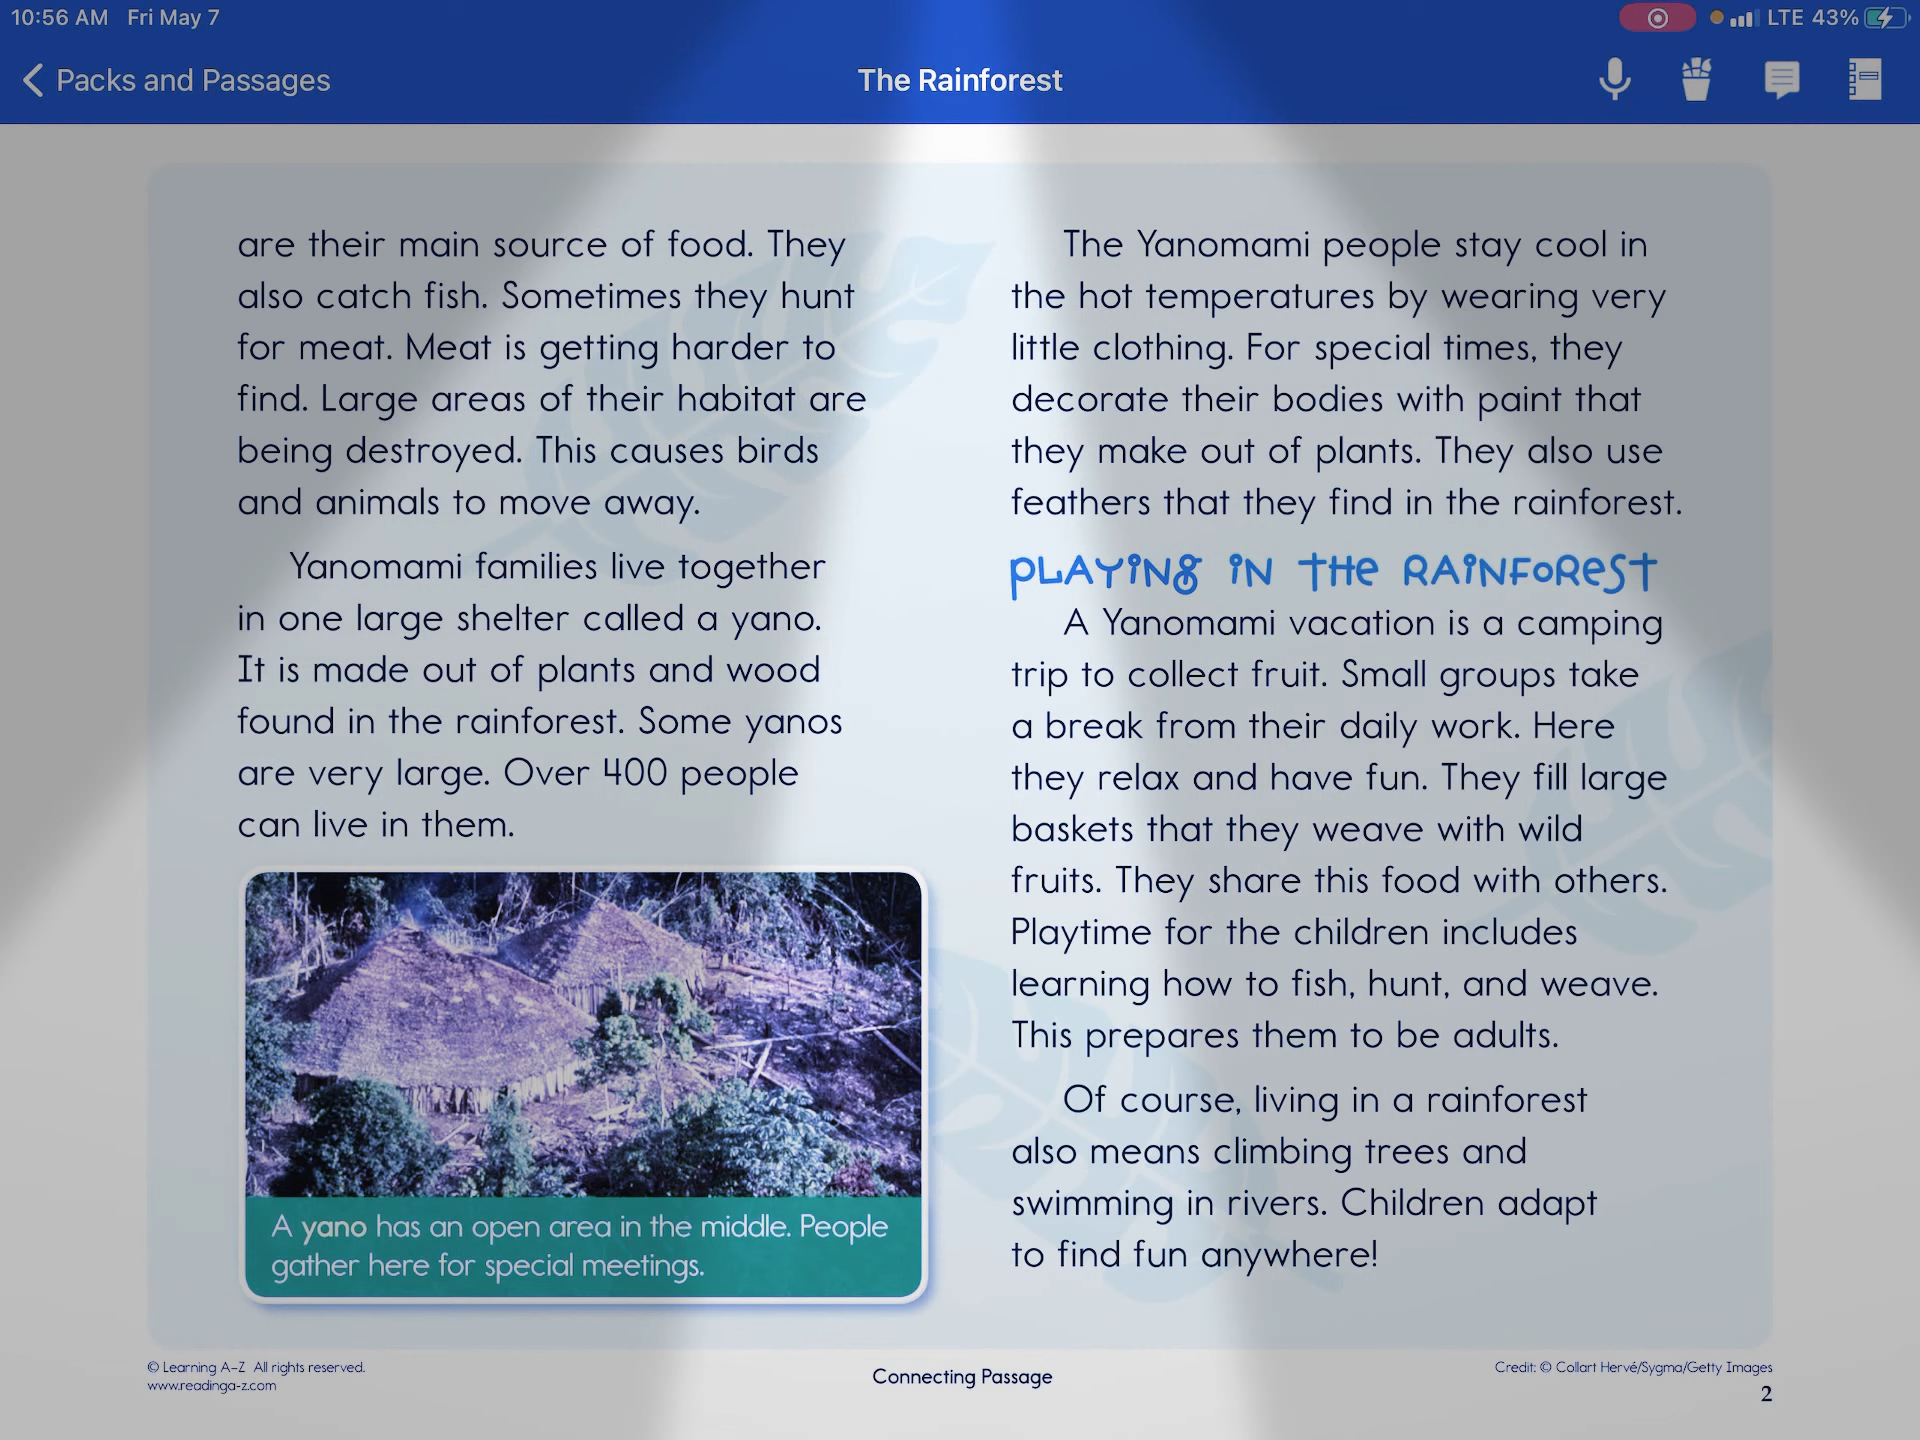 10:56 AM Fri May 7
LTE 43%
Packs and Passages
The Rainforest
are their main source of food. They
also catch fish. Sometimes they hunt
for meat. Meat is getting harder to
find. Large areas of their habitat are
being destroyed. This causes birds
and animals to move away.
Yanomami families live together
in one large shelter called a yano.
It is made out of plants and wood
found in the rainforest. Some yanos
are very large. Over 400 people
can live in them.
A yano has an open area in the middle. People
gather here for special meetings.
The Yanomami people stay cool in
the hot temperatures by wearing very
little clothing. For special times, they
decorate their bodies with paint that
they make out of plants. They also use
feathers that they find in the rainforest.
PLAYING IN THE RAINFOREST
A Yanomami vacation is a camping
trip to collect fruit. Small groups take
a break from their daily work. Here
they relax and have fun. They fill large
baskets that they weave with wild
fruits. They share this food with others.
Playtime for the children includes
learning how to fish, hunt, and weave.
This prepares them to be adults.
Of course, living in a rainforest
also means climbing trees and
swimming in rivers. Children adapt
to find fun anywhere!
© Learning A–Z All rights reserved.
www.readinga-z.com
Connecting Passage
Credit: © Collart Hervé/Sygma/Getty Images
2